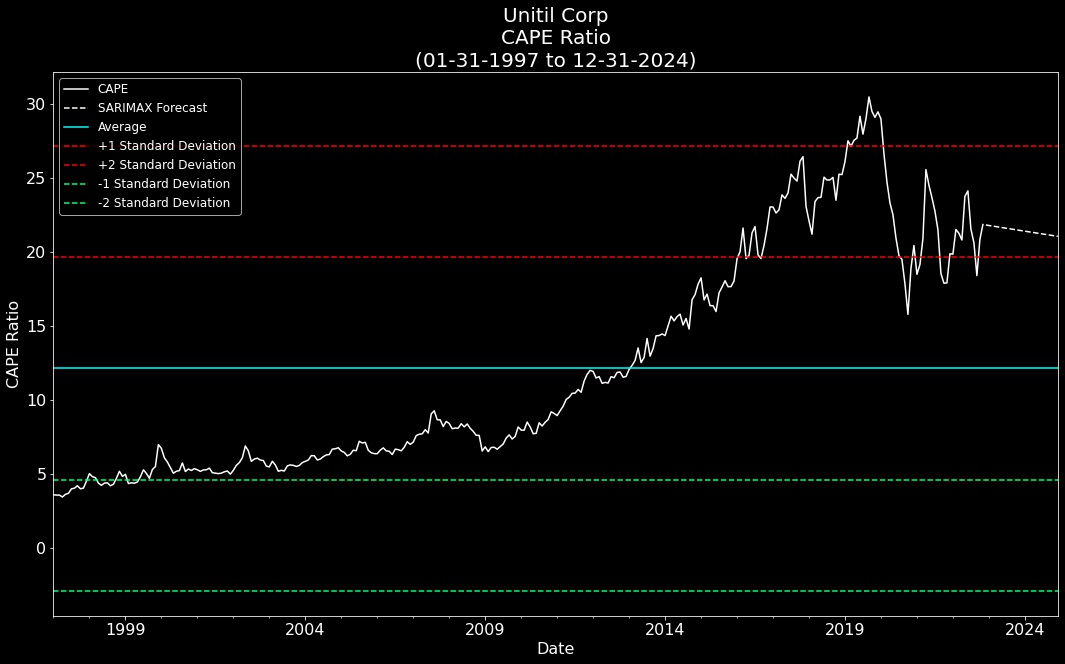 Unitil Corp
CAPE Ratio
(01-31-1997 to 12-31-2024)
CAPE
SARIMAX Forecast
Average
+1 Standard Deviation
+2 Standard Deviation
-1 Standard Deviation
-2 Standard Deviation
30
25
20
15
10
5
0
CAPE Ratio
1999 2004 2009 2014 2019 2024
Date